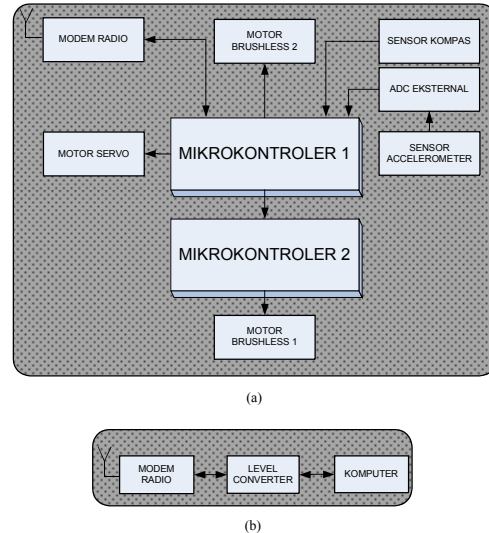 MODEM RADIO
MOTOR
BRUSHLESS 2
SENSOR KOMPAS
ADC EKSTERNAL
MOTOR SERVO
MIKROKONTROLER 1
SENSOR
ACCELEROMETER
MIKROKONTROLER 2
MOTOR
BRUSHLESS 1
(a)
MODEM
RADIO
LEVEL
CONVERTER
KOMPUTER
(b)